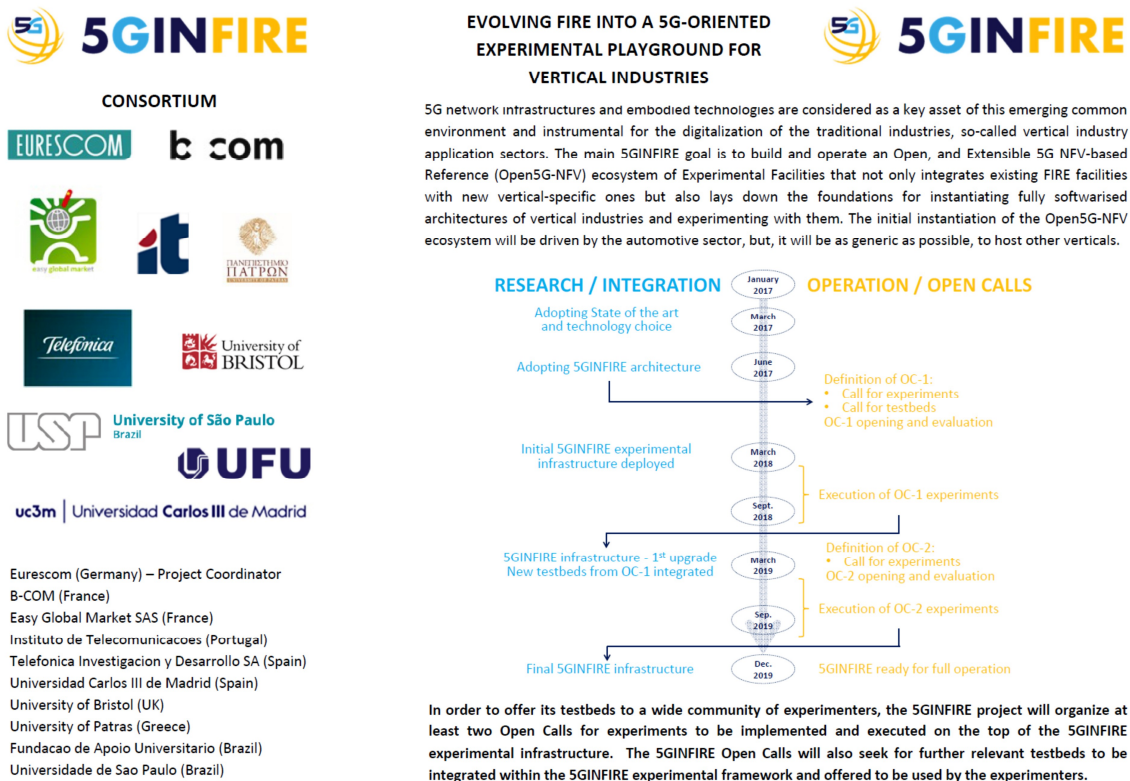 5G 5GINFIRE
CONSORTIUM
EURESCOM
b com
easy global market
it
ΠΑΝΕΠΙΣΤΗΜΙΟ
ΠΑΤΡΩΝ
UNIVERSITY OF PATRAS
Telefónica
University of
BRISTOL
USP University of São Paulo
Brazil
UFU
uc3m | Universidad Carlos III de Madrid
Eurescom (Germany) – Project Coordinator
B-COM (France)
Easy Global Market SAS (France)
Instituto de Telecomunicacoes (Portugal)
Telefonica Investigacion y Desarrollo SA (Spain)
Universidad Carlos III de Madrid (Spain)
University of Bristol (UK)
University of Patras (Greece)
Fundacao de Apoio Universitario (Brazil)
Universidade de Sao Paulo (Brazil)
EVOLVING FIRE INTO A 5G-ORIENTED
EXPERIMENTAL PLAYGROUND FOR
VERTICAL INDUSTRIES
5G 5GINFIRE
5G network infrastructures and embodied technologies are considered as a key asset of this emerging common
environment and instrumental for the digitalization of the traditional industries, so-called vertical industry
application sectors. The main 5GINFIRE goal is to build and operate an Open, and Extensible 5G NFV-based
Reference (Open5G-NFV) ecosystem of Experimental Facilities that not only integrates existing FIRE facilities
with new vertical-specific ones but also lays down the foundations for instantiating fully softwarised
architectures of vertical industries and experimenting with them. The initial instantiation of the Open5G-NFV
ecosystem will be driven by the automotive sector, but, it will be as generic as possible, to host other verticals.
RESEARCH / INTEGRATION
January
2017
OPERATION / OPEN CALLS
Adopting State of the art
and technology choice
March
2017
Adopting 5GINFIRE architecture
June
2017
Definition of OC-1:
• Call for experiments
• Call for testbeds
OC-1 opening and evaluation
Initial 5GINFIRE experimental
infrastructure deployed
March
2018
Execution of OC-1 experiments
Sept.
2018
5GINFIRE infrastructure - 1st upgrade
New testbeds from OC-1 integrated
March
2019
Definition of OC-2:
• Call for experiments
OC-2 opening and evaluation
Execution of OC-2 experiments
Sep.
2019
Final 5GINFIRE infrastructure
Dec.
2019
5GINFIRE ready for full operation
In order to offer its testbeds to a wide community of experimenters, the 5GINFIRE project will organize at
least two Open Calls for experiments to be implemented and executed on the top of the 5GINFIRE
experimental infrastructure. The 5GINFIRE Open Calls will also seek for further relevant testbeds to be
integrated within the 5GINFIRE experimental framework and offered to be used by the experimenters.